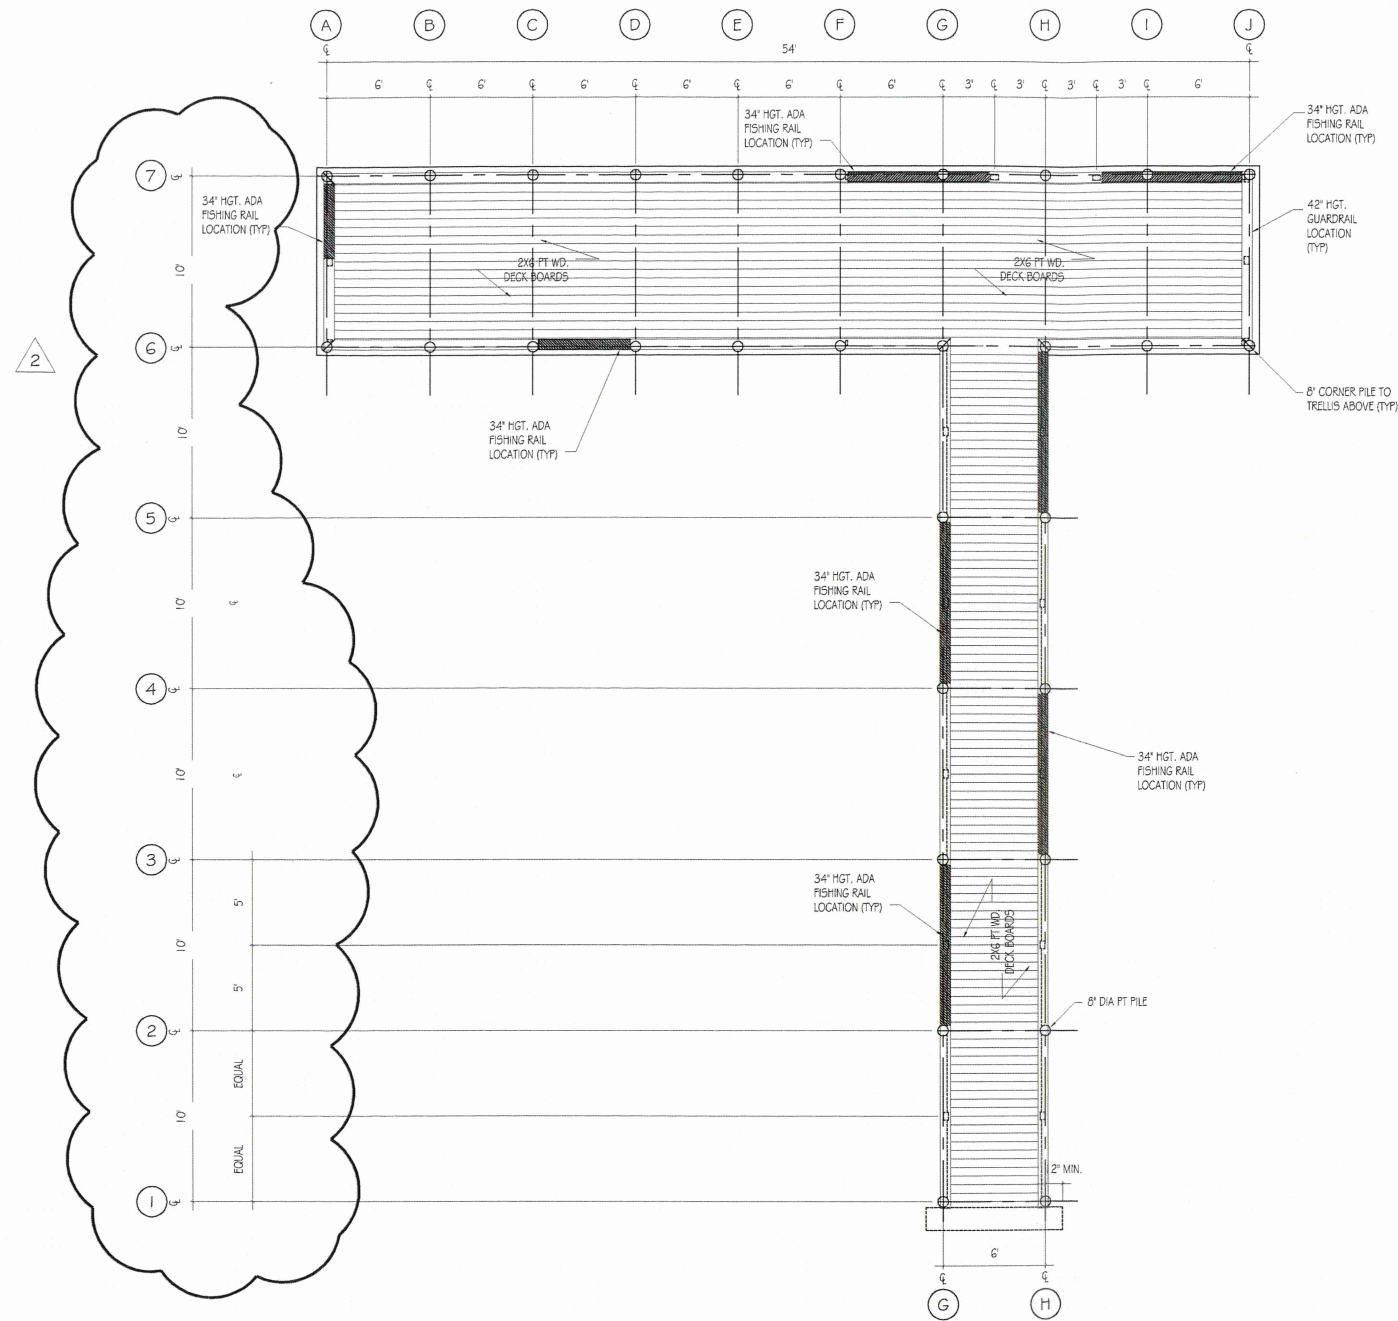 A B C D E F G H I J
54'
6' 6' 6' 6' 6' 6' 3' 3' 3' 3' 6'
34" HGT. ADA
FISHING RAIL
LOCATION (TYP)
34" HGT. ADA
FISHING RAIL
LOCATION (TYP)
7
34" HGT. ADA
FISHING RAIL
LOCATION (TYP)
42" HGT.
GUARDRAIL
LOCATION
(TYP)
10'
2X6 PT WD.
DECK BOARDS
2X6 PT WD.
DECK BOARDS
2
6
8" CORNER PILE TO
TRELLIS ABOVE (TYP)
10'
34" HGT. ADA
FISHING RAIL
LOCATION (TYP)
5
10'
34" HGT. ADA
FISHING RAIL
LOCATION (TYP)
4
10'
34" HGT. ADA
FISHING RAIL
LOCATION (TYP)
3
5'
34" HGT. ADA
FISHING RAIL
LOCATION (TYP)
10'
2X6 PT WD.
DECK BOARDS
5'
8" DIA PT PILE
2
EQUAL
10'
EQUAL
2" MIN.
1
6'
G H